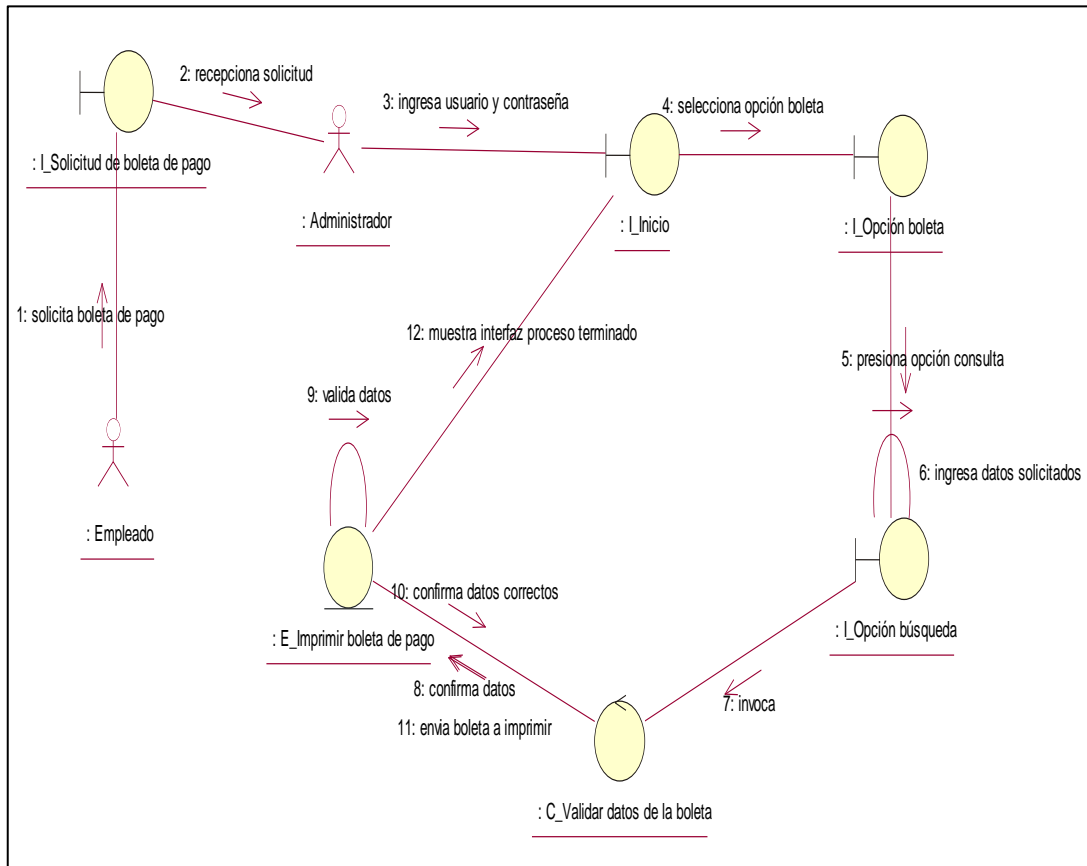 2: recepciona solicitud
3: ingresa usuario y contraseña
4: selecciona opción boleta
: I_Solicitud de boleta de pago
: Administrador
: I_Inicio
: I_Opción boleta
1: solicita boleta de pago
12: muestra interfaz proceso terminado
5: presiona opción consulta
9: valida datos
6: ingresa datos solicitados
: Empleado
10: confirma datos correctos
: E_Imprimir boleta de pago
: I_Opción búsqueda
8: confirma datos
7: invoca
11: envia boleta a imprimir
: C_Validar datos de la boleta